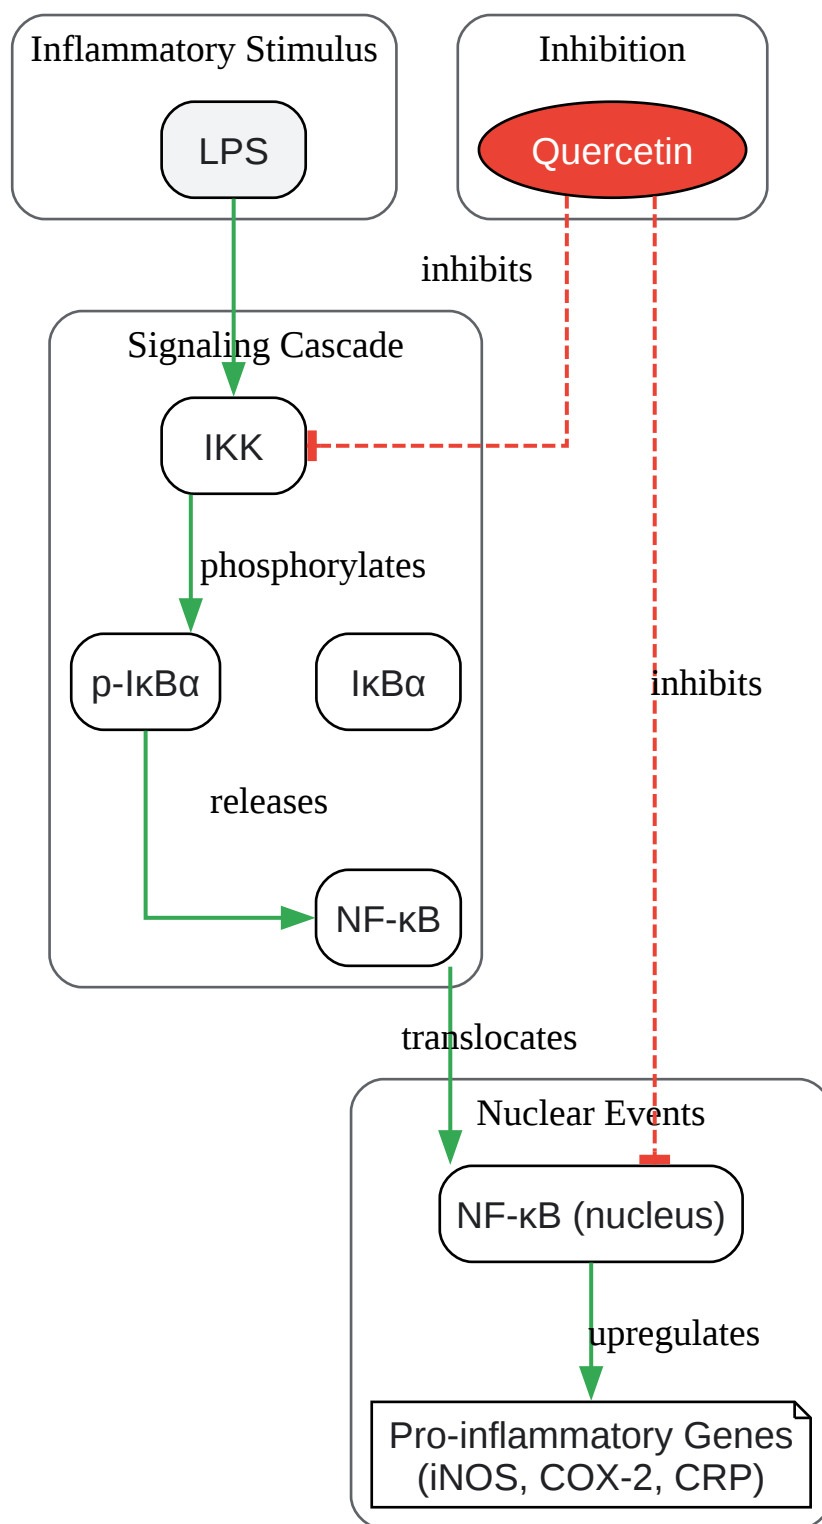 Inflammatory Stimulus
Inhibition
LPS
Quercetin
inhibits
Signaling Cascade
IKK
phosphorylates
p-IκBα
IκBα
inhibits
releases
NF-κB
translocates
Nuclear Events
NF-κB (nucleus)
upregulates
Pro-inflammatory Genes
(iNOS, COX-2, CRP)